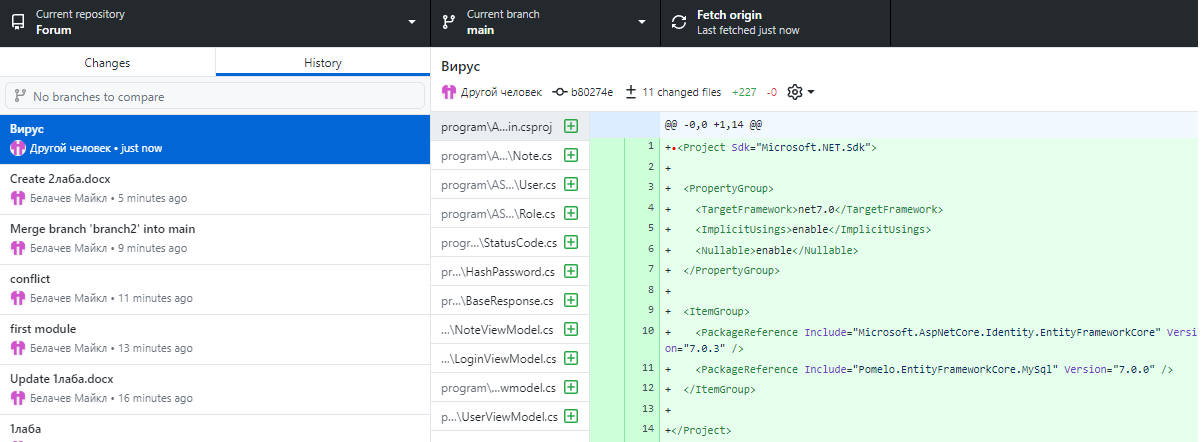 Current repository
Forum
Current branch
main
Fetch origin
Last fetched just now
Changes
History
No branches to compare
Вирус
Другой человек • just now
Create 2лаба.docx
Белачев Майкл • 5 minutes ago
Merge branch 'branch2' into main
Белачев Майкл • 9 minutes ago
conflict
Белачев Майкл • 11 minutes ago
first module
Белачев Майкл • 13 minutes ago
Update 1лаба.docx
Белачев Майкл • 16 minutes ago
1лаба
Вирус
Другой человек b80274e 11 changed files +227 -0
program\A...in.csproj
program\A...\Note.cs
program\AS...\User.cs
program\AS...\Role.cs
progr...\StatusCode.cs
pr...\HashPassword.cs
pr...\BaseResponse.cs
...\NoteViewModel.cs
...\LoginViewModel.cs
program\...wmodel.cs
p...\UserViewModel.cs
@@ -0,0 +1,14 @@
1 +<Project Sdk="Microsoft.NET.Sdk">
2 +
3 + <PropertyGroup>
4 + <TargetFramework>net7.0</TargetFramework>
5 + <ImplicitUsings>enable</ImplicitUsings>
6 + <Nullable>enable</Nullable>
7 + </PropertyGroup>
8 +
9 + <ItemGroup>
10 + <PackageReference Include="Microsoft.AspNetCore.Identity.EntityFrameworkCore" Versi
on="7.0.3" />
11 + <PackageReference Include="Pomelo.EntityFrameworkCore.MySql" Version="7.0.0" />
12 + </ItemGroup>
13 +
14 +</Project>